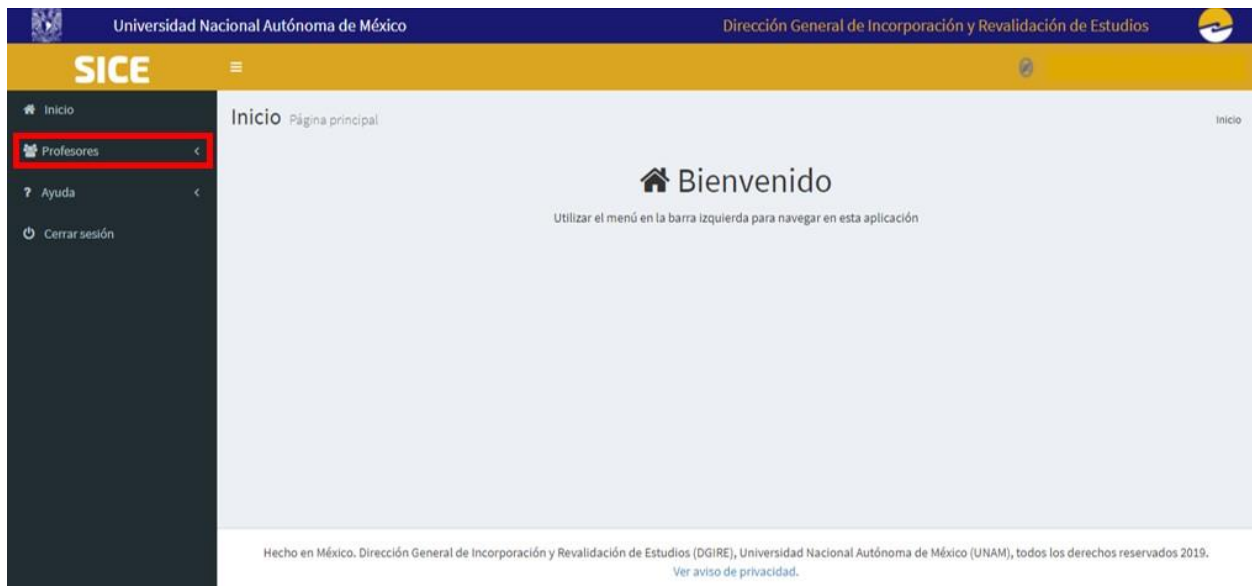 Universidad Nacional Autónoma de México
Dirección General de Incorporación y Revalidación de Estudios
SICE
Inicio
Profesores
? Ayuda
Cerrar sesión
Inicio Página principal
Inicio
Bienvenido
Utilizar el menú en la barra izquierda para navegar en esta aplicación
Hecho en México. Dirección General de Incorporación y Revalidación de Estudios (DGIRE), Universidad Nacional Autónoma de México (UNAM), todos los derechos reservados 2019.
Ver aviso de privacidad.